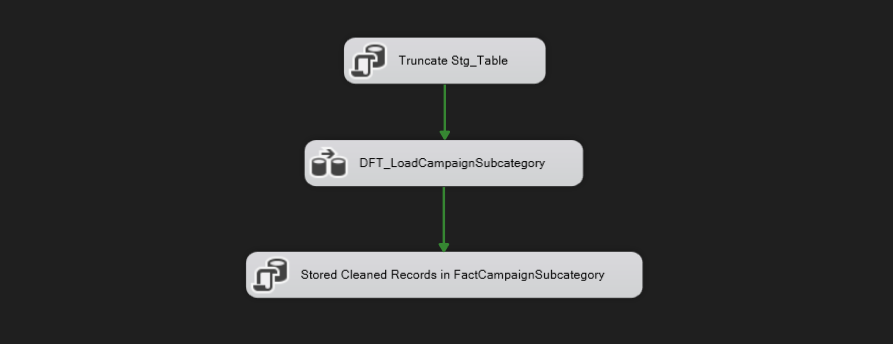 Truncate Stg_Table
DFT_LoadCampaignSubcategory
Stored Cleaned Records in FactCampaignSubcategory